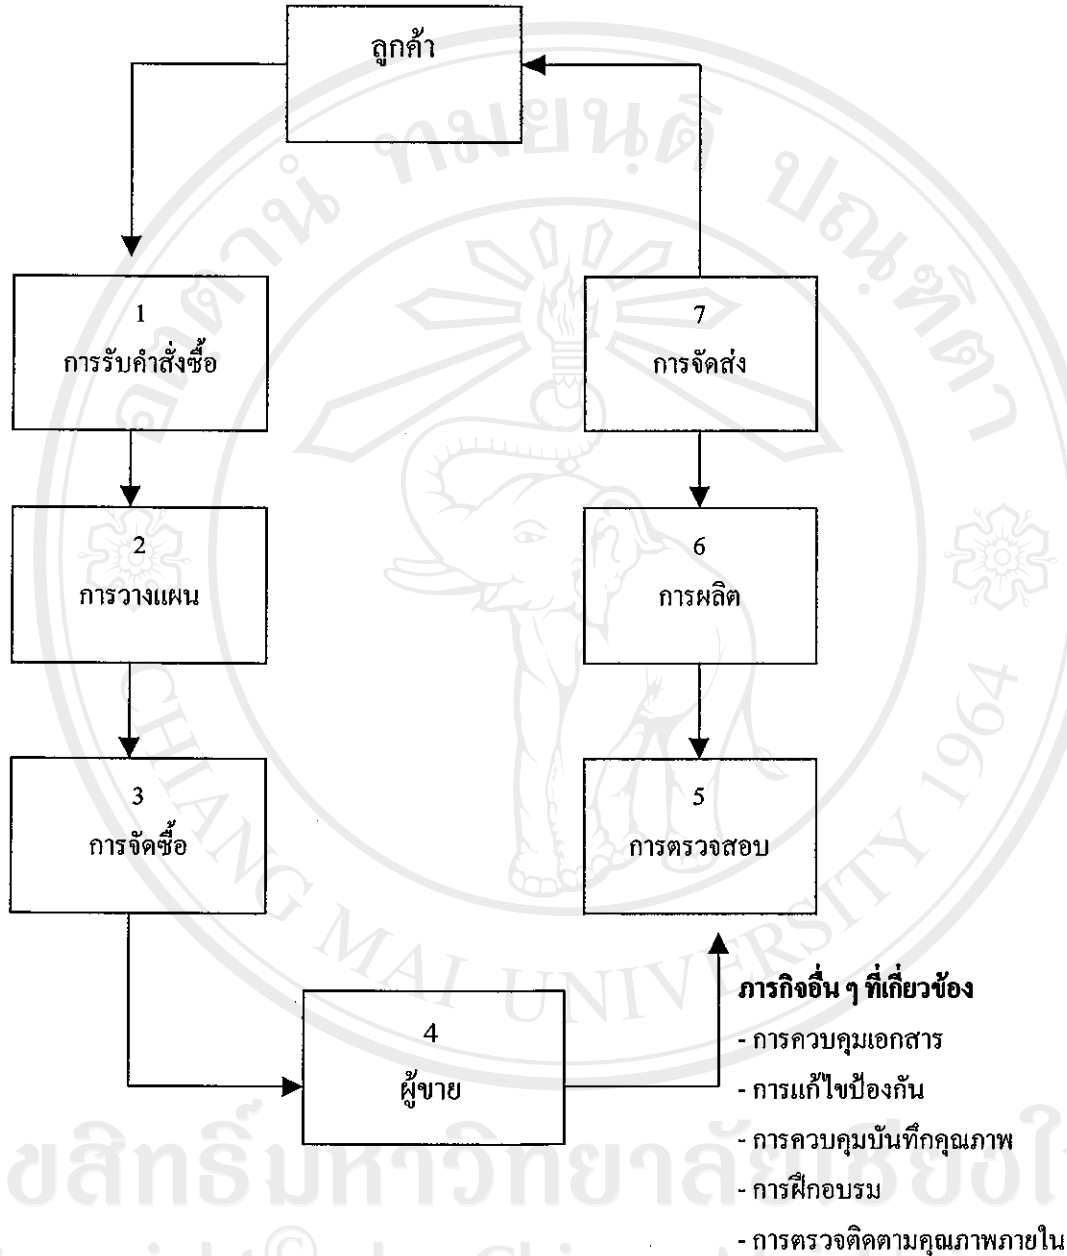 ลูกค้า
1
การรับคำสั่งซื้อ
2
การวางแผน
3
การจัดซื้อ
4
ผู้ขาย
5
การตรวจสอบ
6
การผลิต
7
การจัดส่ง
ภารกิจอื่น ๆ ที่เกี่ยวข้อง
- การควบคุมเอกสาร
- การแก้ไขป้องกัน
- การควบคุมบันทึกคุณภาพ
- การฝึกอบรม
- การตรวจติดตามคุณภาพภายใน
CHIANG MAI UNIVERSITY 1964